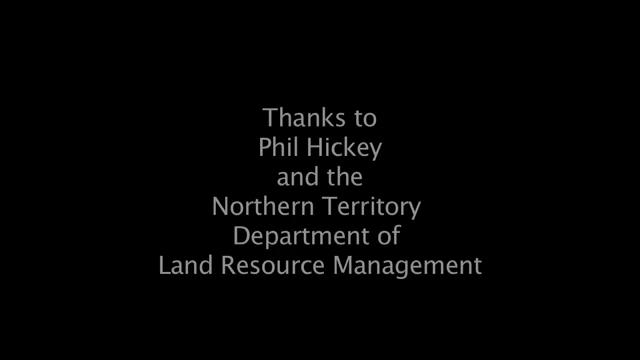 Thanks to
Phil Hickey
and the
Northern Territory
Department of
Land Resource Management